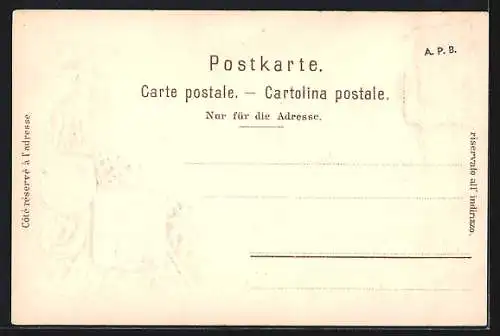 A. P. B.
Postkarte.
Carte postale. — Cartolina postale.
Nur für die Adresse.
Côté réservé à l'adresse.
riservato all' indirizzo.